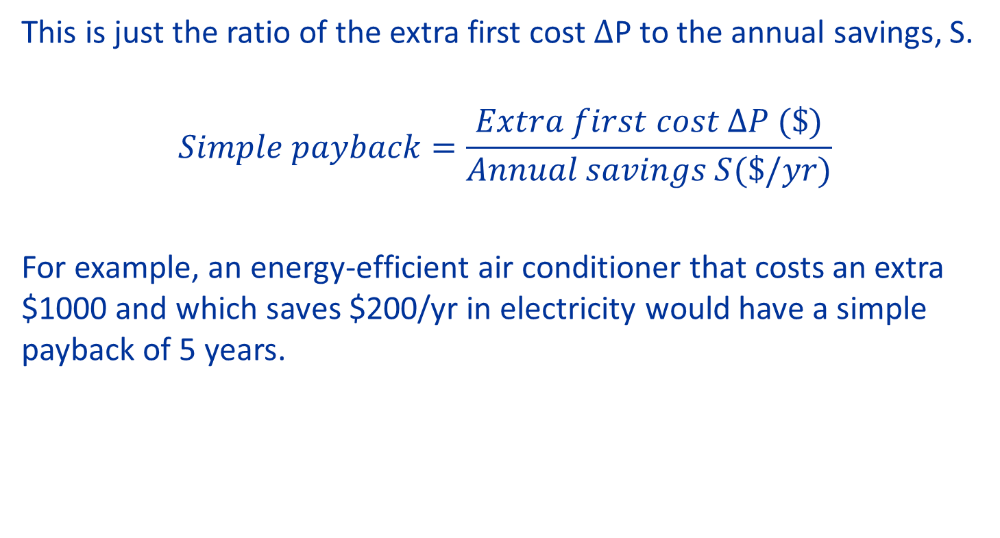 This is just the ratio of the extra first cost ΔP to the annual savings, S.
Extra first cost ΔP ($)
Simple payback =
Annual savings S($/yr)
For example, an energy-efficient air conditioner that costs an extra
$1000 and which saves $200/yr in electricity would have a simple
payback of 5 years.